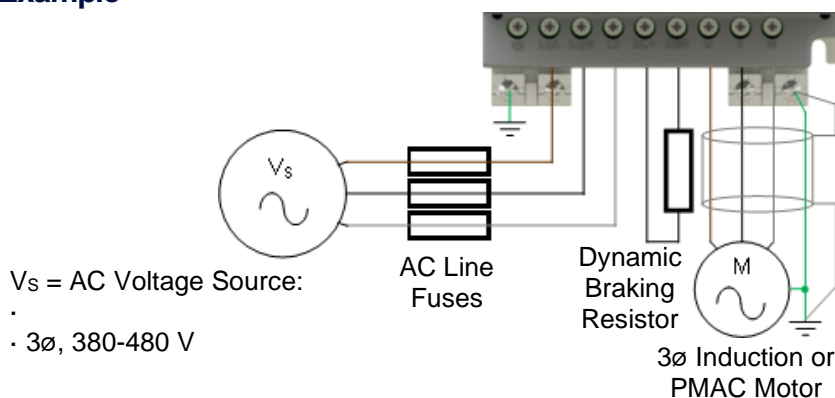 Example
Vs
AC Line
Fuses
Dynamic
Braking
Resistor
M
Vs = AC Voltage Source:
·
· 3ø, 380-480 V
3ø Induction or
PMAC Motor